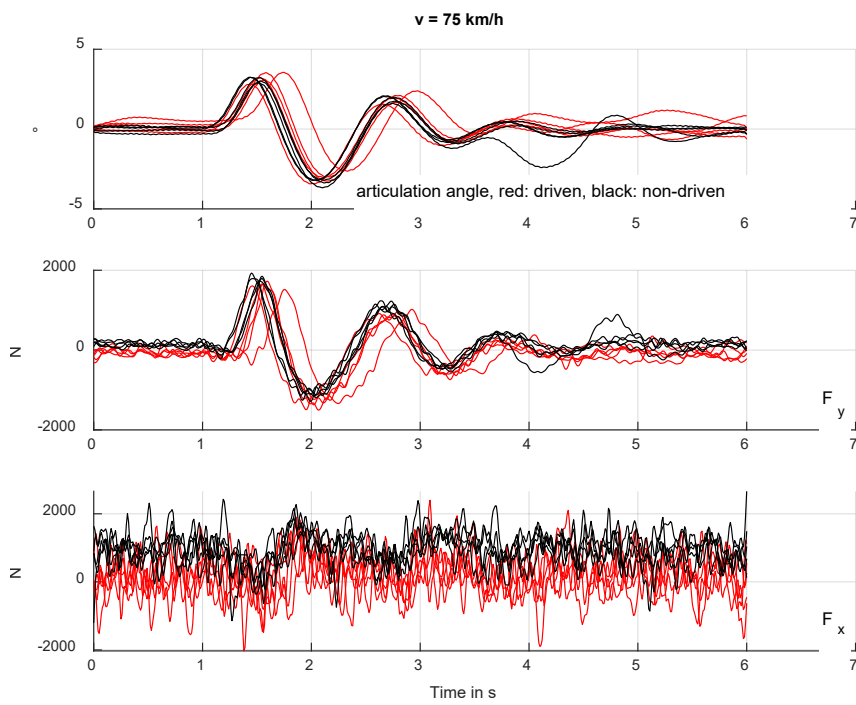 v = 75 km/h
5
0
-5
°
articulation angle, red: driven, black: non-driven
0 1 2 3 4 5 6 7
2000
0
-2000
N
F y
0 1 2 3 4 5 6 7
2000
0
-2000
N
F x
0 1 2 3 4 5 6 7
Time in s